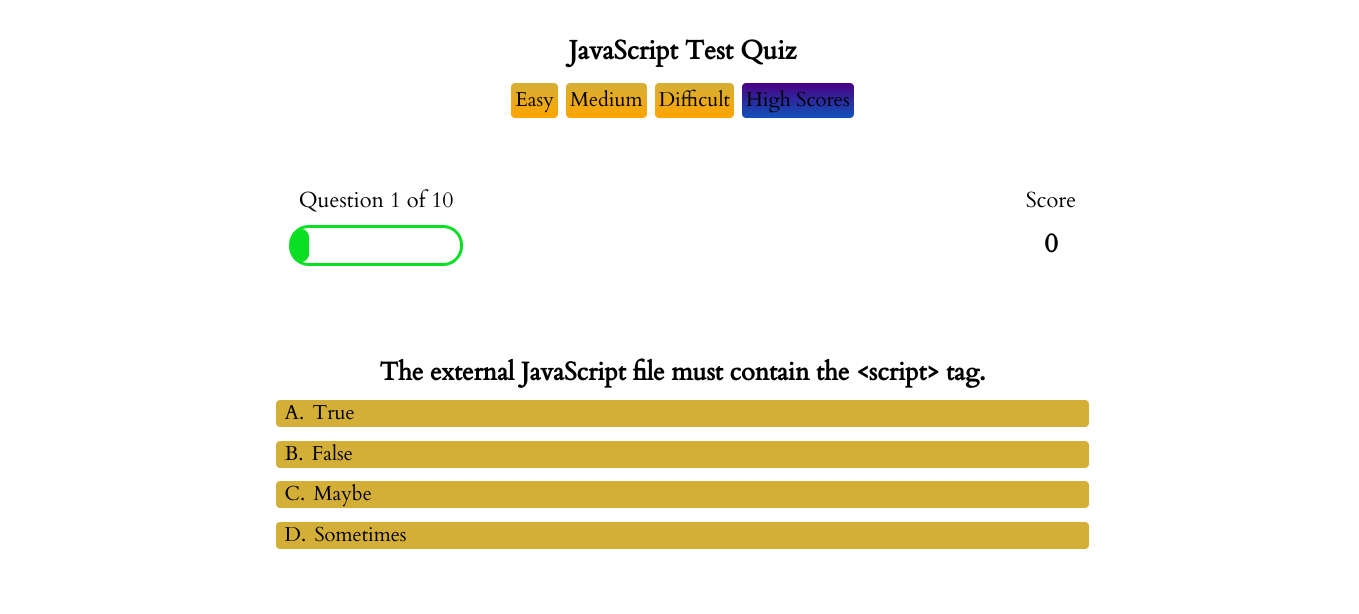 JavaScript Test Quiz
Easy Medium Difficult High Scores
Question 1 of 10 Score
0
The external JavaScript file must contain the <script> tag.
A. True
B. False
C. Maybe
D. Sometimes